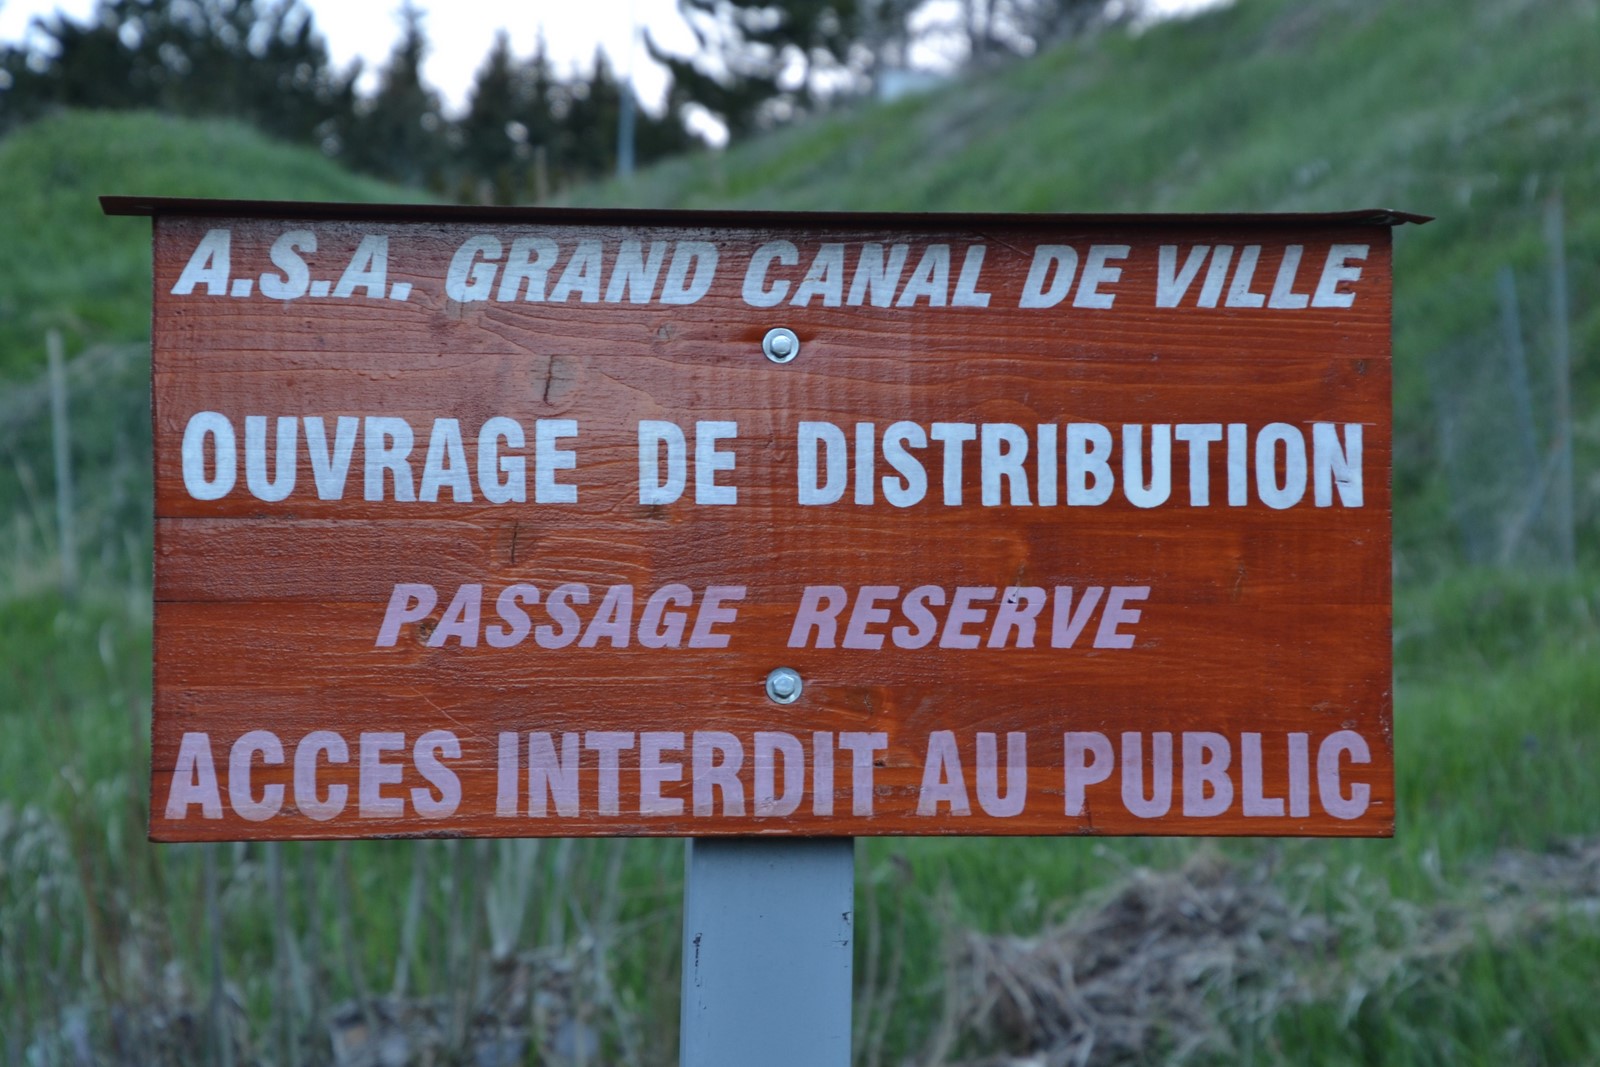 A.S.A. GRAND CANAL DE VILLE
OUVRAGE DE DISTRIBUTION
PASSAGE RESERVE
ACCES INTERDIT AU PUBLIC